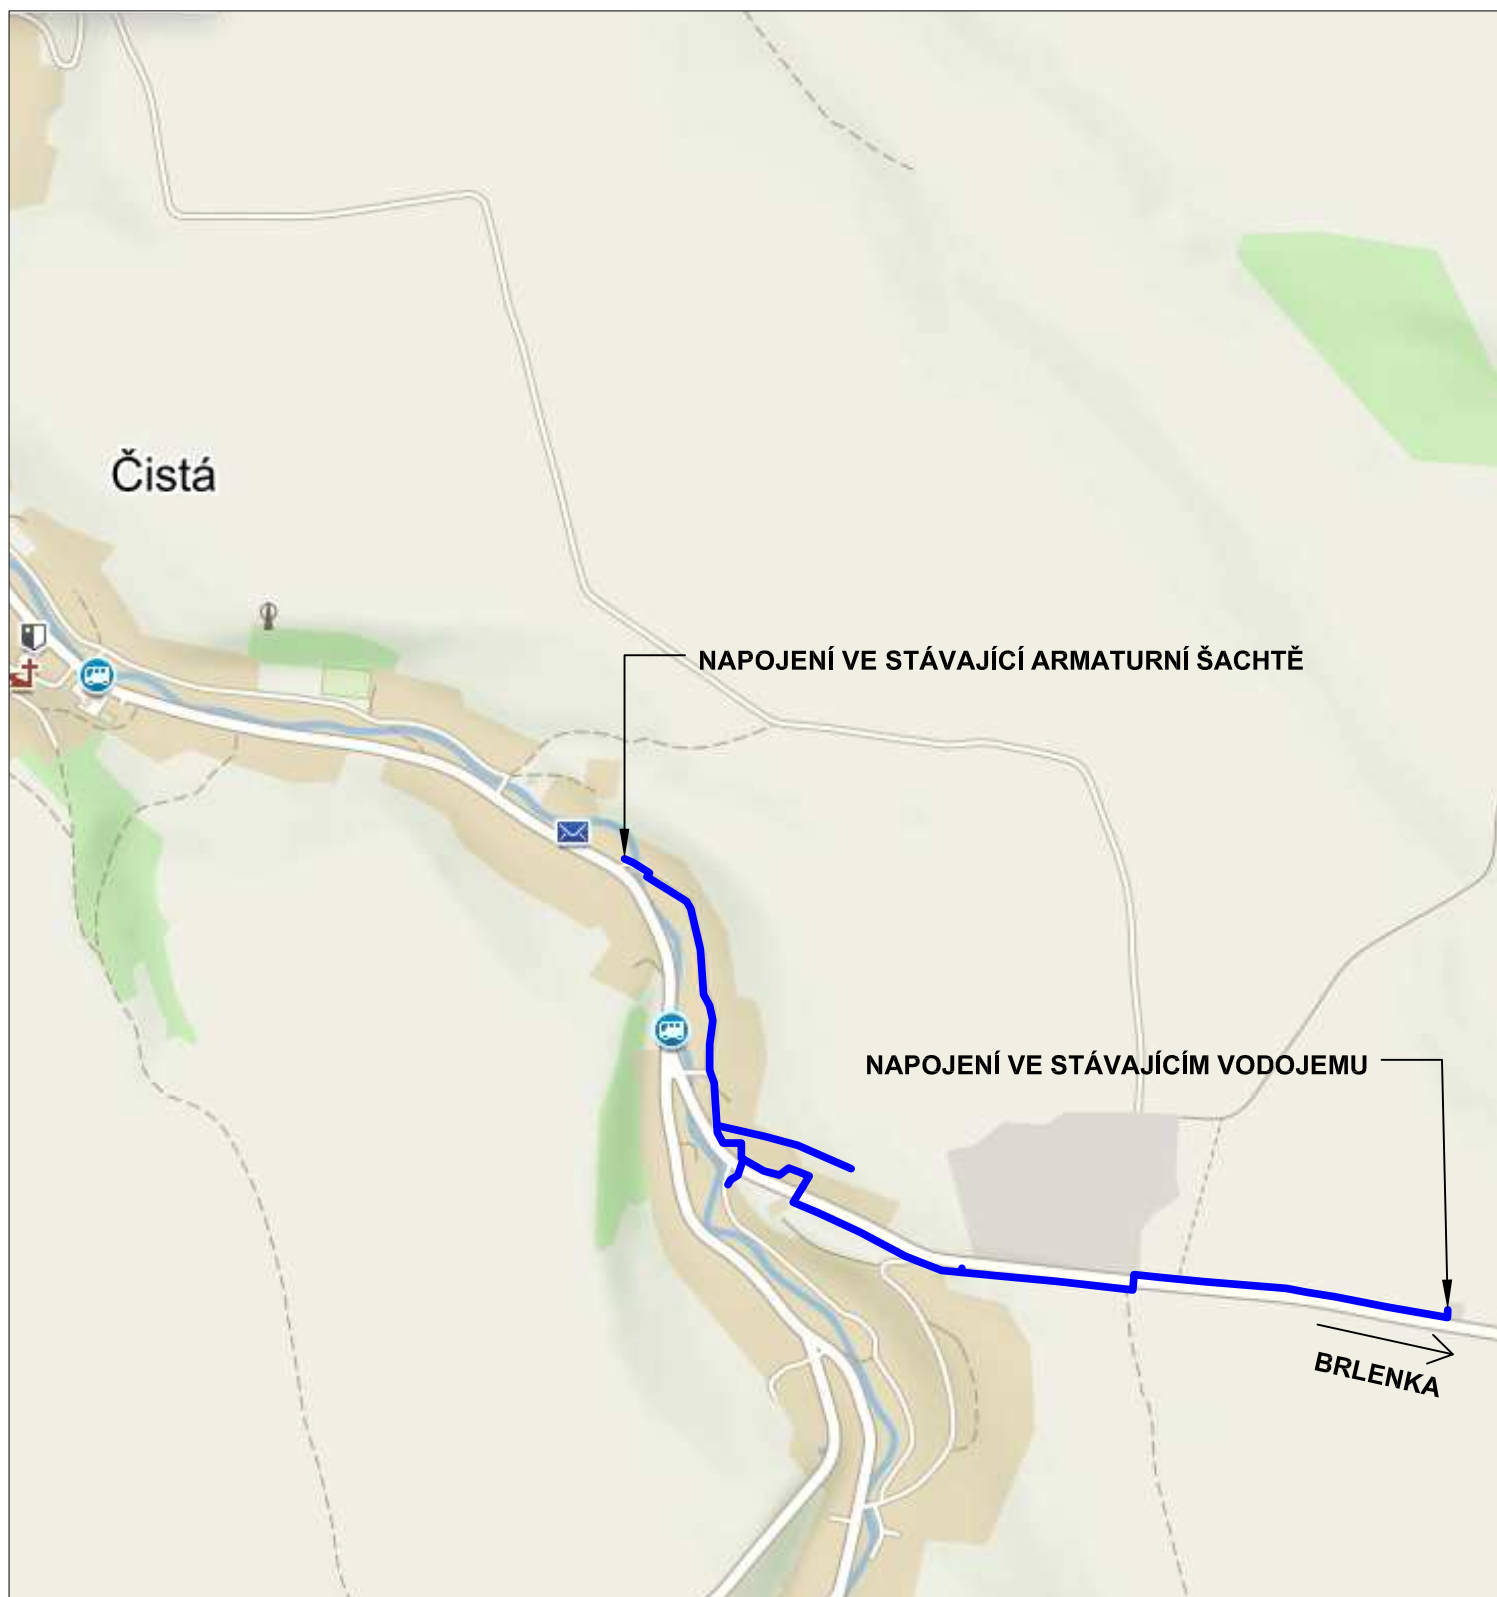 Čistá
NAPOJENÍ VE STÁVAJÍCÍ ARMATURNÍ ŠACHTĚ
NAPOJENÍ VE STÁVAJÍCÍM VODOJEMU
BRLENKA